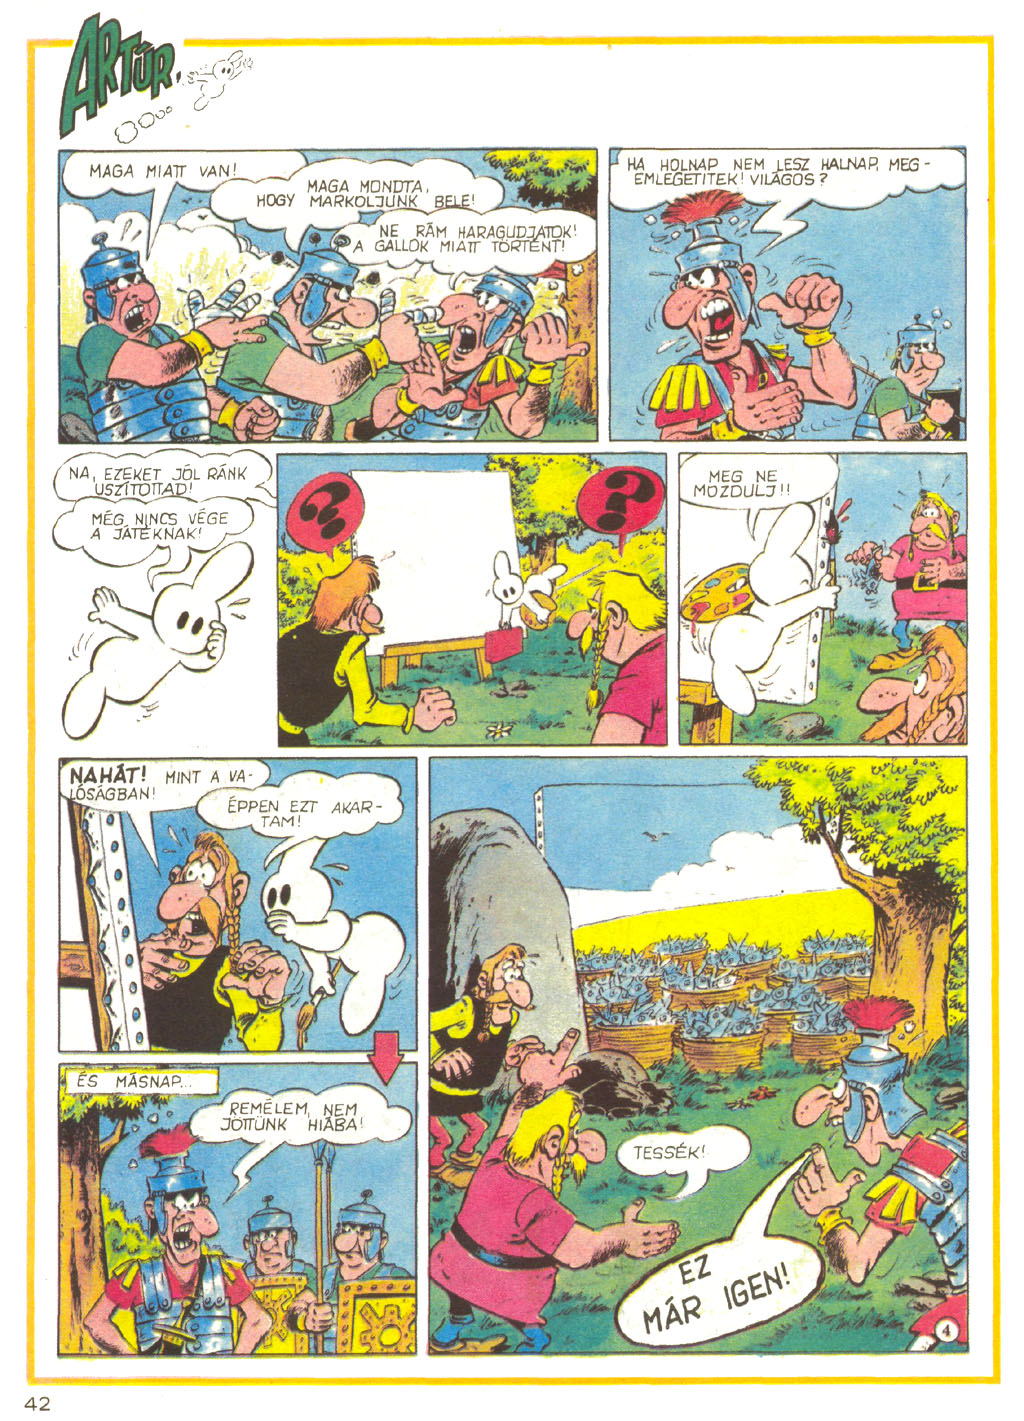 ARTÚR,
MAGA MIATT VAN!
MAGA MONDTA,
HOGY MARKOLJUNK BELE!
NE RÁM HARAGUDJATOK!
A GALLOK MIATT TÖRTÉNT!
HA HOLNAP NEM LESZ HALNAP, MEG-
EMLEGETITEK! VILÁGOS?
NA, EZEKET JÓL RÁNK
USZÍTOTTAD!
MÉG NINCS VÉGE
A JÁTÉKNAK!
?
?
MEG NE
MOZDULJ!!
NAHÁT! MINT A VA-
LÓSÁGBAN!
ÉPPEN EZT AKAR-
TAM!
ÉS MÁSNAP...
REMÉLEM, NEM
JÖTTÜNK HIÁBA!
TESSÉK!
EZ
MÁR IGEN!
4
42